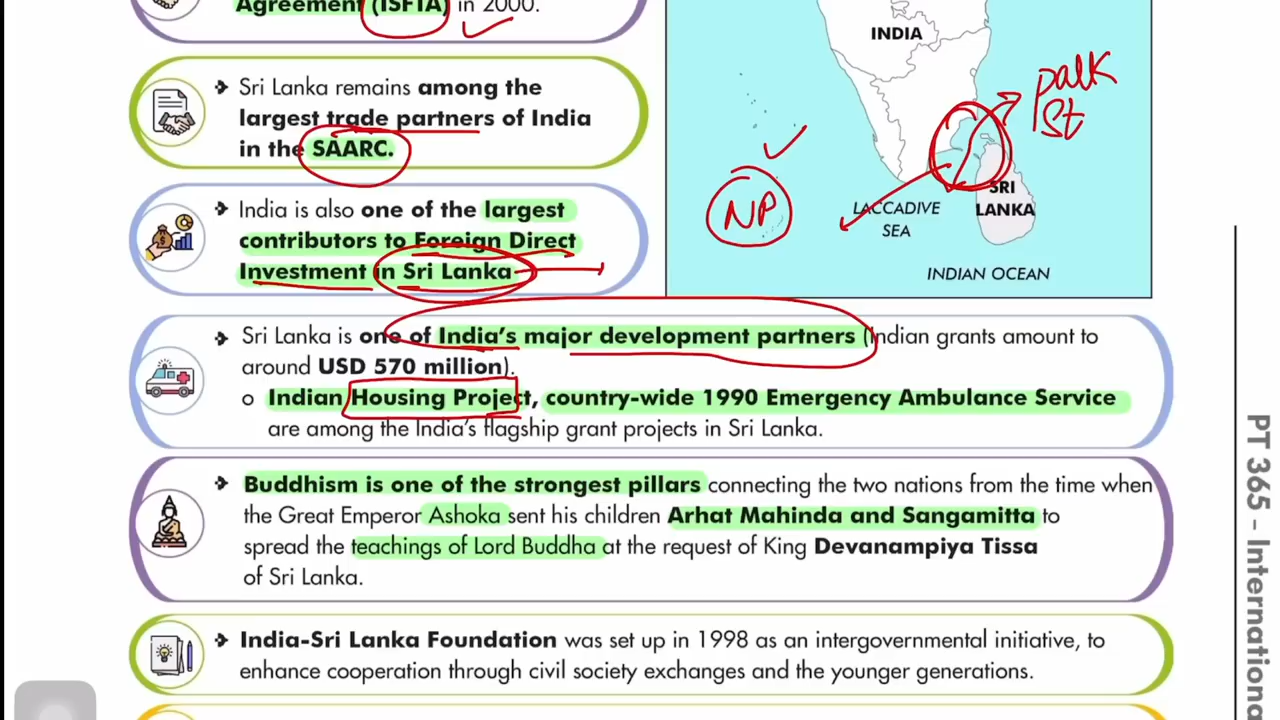 Agreement (ISFTA) in 2000.
Sri Lanka remains among the
largest trade partners of India
in the SAARC.
India is also one of the largest
contributors to Foreign Direct
Investment in Sri Lanka
INDIA
palk
St
NP
SRI
LANKA
LACCADIVE
SEA
INDIAN OCEAN
Sri Lanka is one of India's major development partners (Indian grants amount to
around USD 570 million).
o Indian Housing Project, country-wide 1990 Emergency Ambulance Service
are among the India's flagship grant projects in Sri Lanka.
Buddhism is one of the strongest pillars connecting the two nations from the time when
the Great Emperor Ashoka sent his children Arhat Mahinda and Sangamitta to
spread the teachings of Lord Buddha at the request of King Devanampiya Tissa
of Sri Lanka.
India-Sri Lanka Foundation was set up in 1998 as an intergovernmental initiative, to
enhance cooperation through civil society exchanges and the younger generations.
PT 365 - Internationa